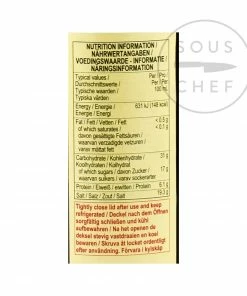 SOUS
CHEF
NUTRITION INFORMATION /
NÄHRWERTANGABEN /
VOEDINGSWAARDE - INFORMATIE /
NÄRINGSINFORMATION
Typical values / Per / Pro
Durchschnittswerte / Per / Per
Typische waarden / 100 ml
Typiska värden
Energy / Energie / 631 kJ (148 kcal)
Energie / Energi
Fat / Fett / Vetten / Fett < 0.5 g
of which saturates / < 0.1 g
davon gesättigte Fettsäuren /
waarvan verzadigde vetzuren /
varav mättat fett
Carbohydrate / Kohlenhydrate / 31 g
Koolhydraten / Kolhydrat
of which sugars / davon Zucker / 17 g
waarvan suikers / varav sockerarter
Protein / Eiweiß / eiwitten / Protein 6.1 g
Salt / Salz / Zout / Salt 19.3 g
Tightly close lid after use and keep
refrigerated / Deckel nach dem Öffnen
sorgfältig schließen und kühl
aufbewahren / Na het openen de
deksel stevig vastdraaien en koel
bewaren / Skruva åt locket ordentligt
efter användning. Förvara i kylskåp